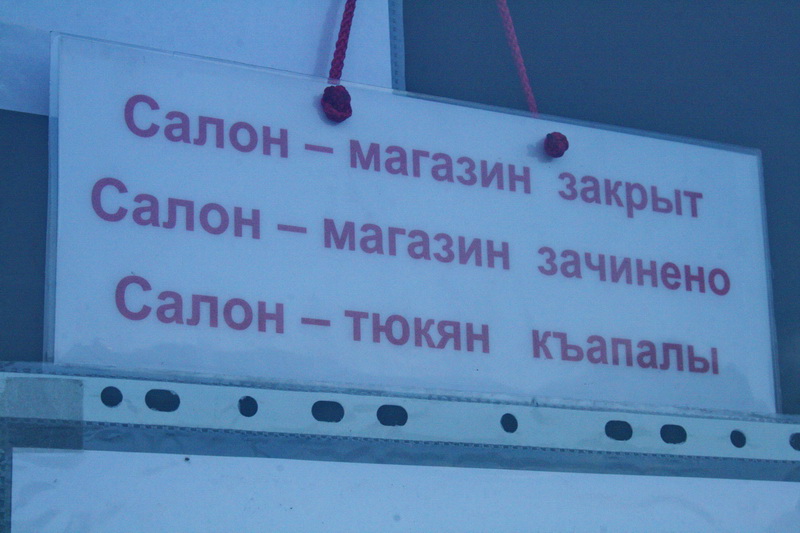 Салон – магазин закрыт
Салон – магазин зачинено
Салон – тюкян къапалы